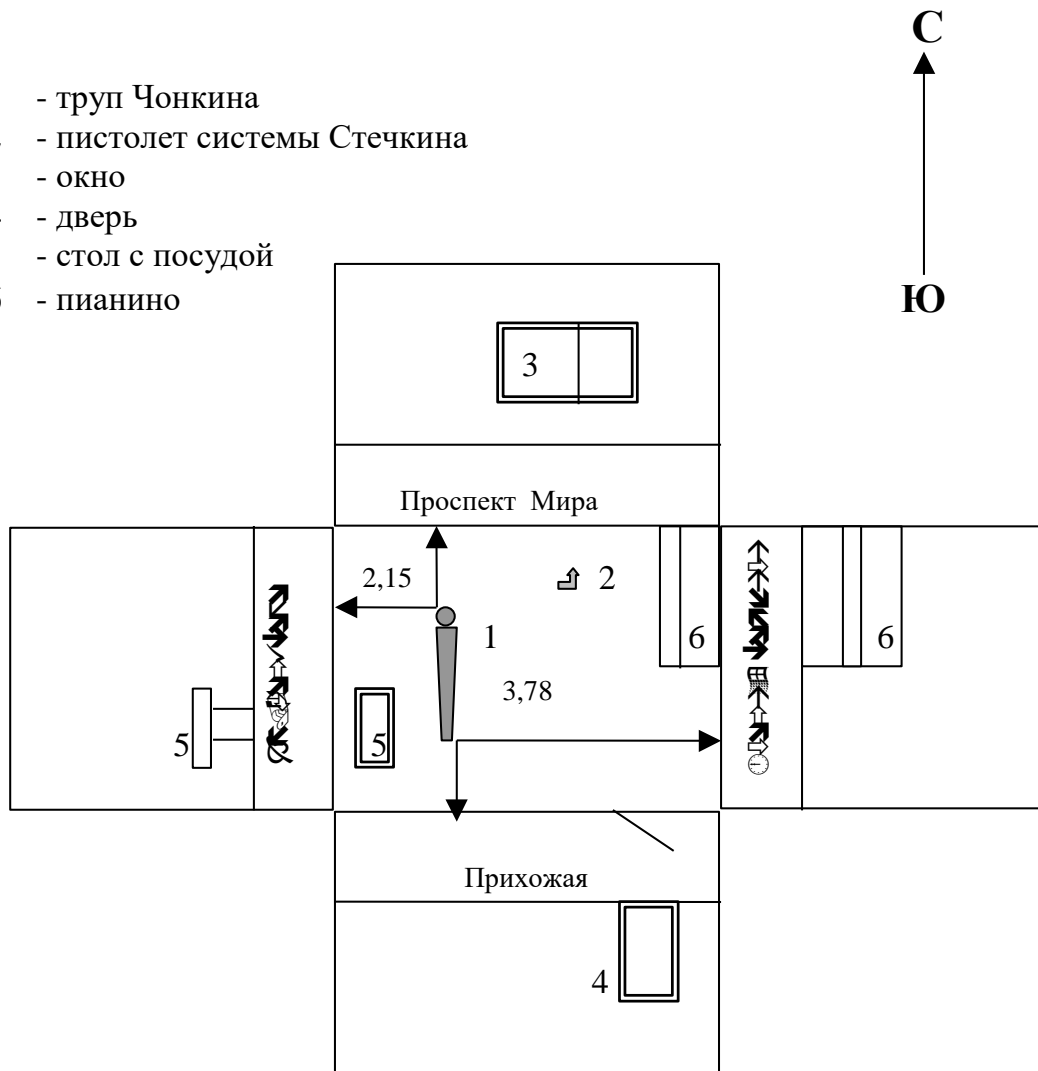 С
- труп Чонкина
- пистолет системы Стечкина
- окно
- дверь
- стол с посудой
- пианино
Ю
3
Проспект Мира
2,15
2
1
6
6
3,78
5
5
Прихожая
4